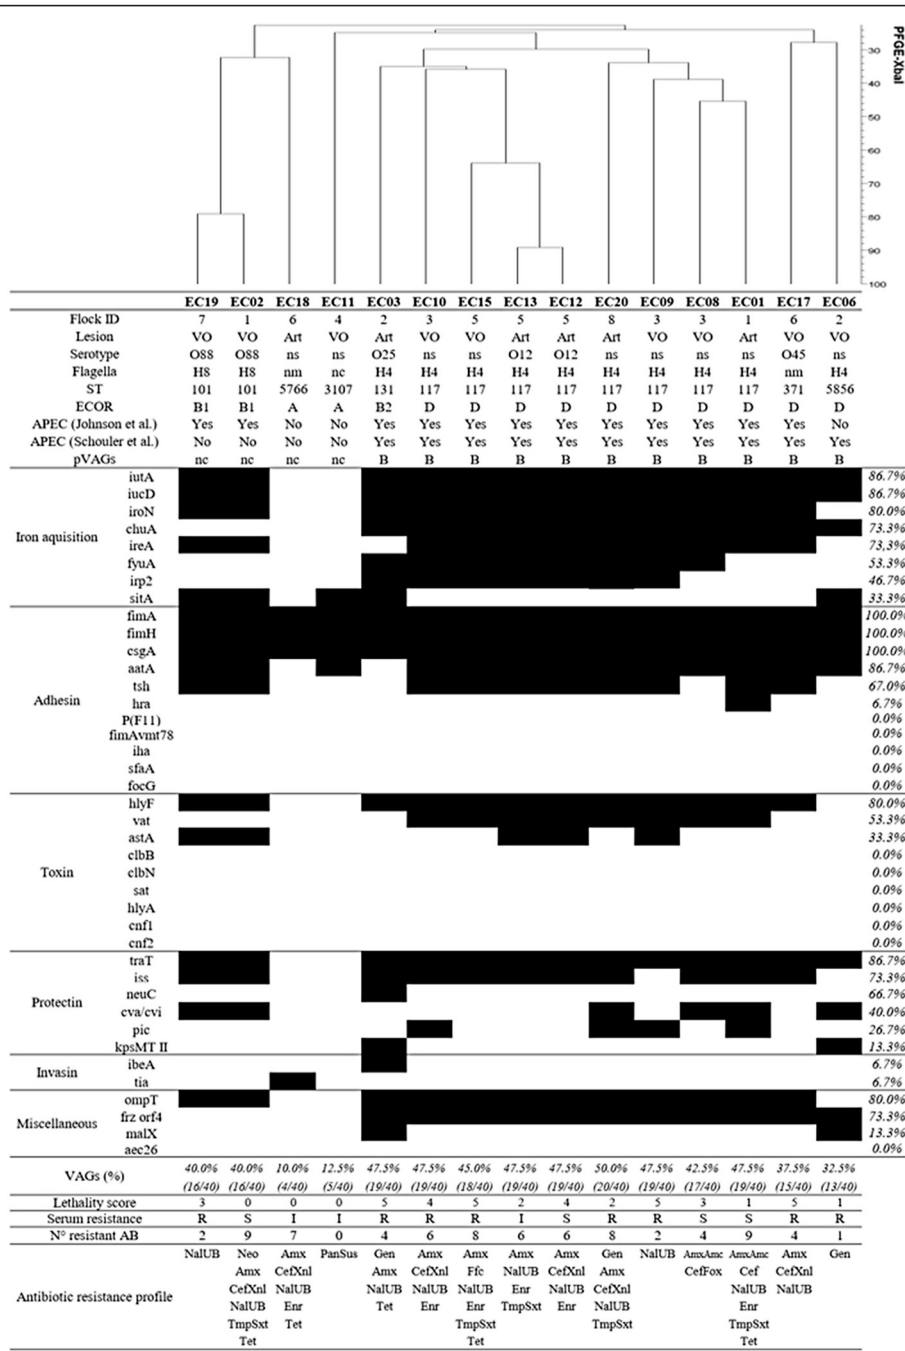 PFGE-XbaI
30
40
50
60
70
80
90
100
EC19 EC02 EC18 EC11 EC03 EC10 EC15 EC13 EC12 EC20 EC09 EC08 EC01 EC17 EC06
Flock ID 7 1 6 4 2 3 5 5 5 8 3 3 1 6 2
Lesion VO VO Art VO Art VO VO Art Art Art VO VO Art VO VO
Serotype O88 O88 ns ns O25 ns ns O12 O12 ns ns ns ns O45 ns
Flagella H8 H8 nm nc H4 H4 H4 H4 H4 H4 H4 H4 H4 nm H4
ST 101 101 5766 3107 131 117 117 117 117 117 117 117 117 371 5856
ECOR B1 B1 A A B2 D D D D D D D D D D
APEC (Johnson et al.) Yes Yes No No Yes Yes Yes Yes Yes Yes Yes Yes Yes Yes No
APEC (Schouler et al.) No No No No Yes Yes Yes Yes Yes Yes Yes Yes Yes Yes Yes
pVAGs nc nc nc nc B B B B B B B B B B B
iutA 86.7%
iucD 86.7%
iroN 80.0%
chuA 73.3%
Iron aquisition
ireA 73,3%
fyuA 53.3%
irp2 46.7%
sitA 33.3%
fimA 100.0%
fimH 100.0%
csgA 100.0%
aatA 86.7%
tsh 67.0%
Adhesin
hra 6.7%
P(F11) 0.0%
fimAvmt78 0.0%
iha 0.0%
sfaA 0.0%
focG 0.0%
hlyF 80.0%
vat 53.3%
astA 33.3%
clbB 0.0%
Toxin clbN 0.0%
sat 0.0%
hlyA 0.0%
cnf1 0.0%
cnf2 0.0%
traT 86.7%
iss 73.3%
neuC 66.7%
Protectin
cva/cvi 40.0%
pic 26.7%
kpsMT II 13.3%
ibeA 6.7%
Invasin
tia 6.7%
ompT 80.0%
frz orf4 73.3%
Miscellaneous
malX 13.3%
aec26 0.0%
VAGs (%) 40.0% 40.0% 10.0% 12.5% 47.5% 47.5% 45.0% 47.5% 47.5% 50.0% 47.5% 42.5% 47.5% 37.5% 32.5%
(16/40) (16/40) (4/40) (5/40) (19/40) (19/40) (18/40) (19/40) (19/40) (20/40) (19/40) (17/40) (19/40) (15/40) (13/40)
Lethality score 3 0 0 0 5 4 5 2 4 2 5 3 1 5 1
Serum resistance R S I I R R R I S R R S S R R
N° resistant AB 2 9 7 0 4 6 8 6 6 8 2 4 9 4 1
NalUB Neo Amx PanSus Gen Amx Amx Amx Amx Gen NalUB AmxAmc AmxAmc Amx Gen
Amx CefXnl Amx CefXnl Ffc NalUB CefXnl Amx CefFox Cef CefXnl
CefXnl NalUB NalUB NalUB NalUB Enr NalUB CefXnl NalUB NalUB
Antibiotic resistance profile NalUB Enr Tet Enr Enr TmpSxt Enr NalUB Enr
TmpSxt Tet TmpSxt TmpSxt TmpSxt
Tet Tet Tet